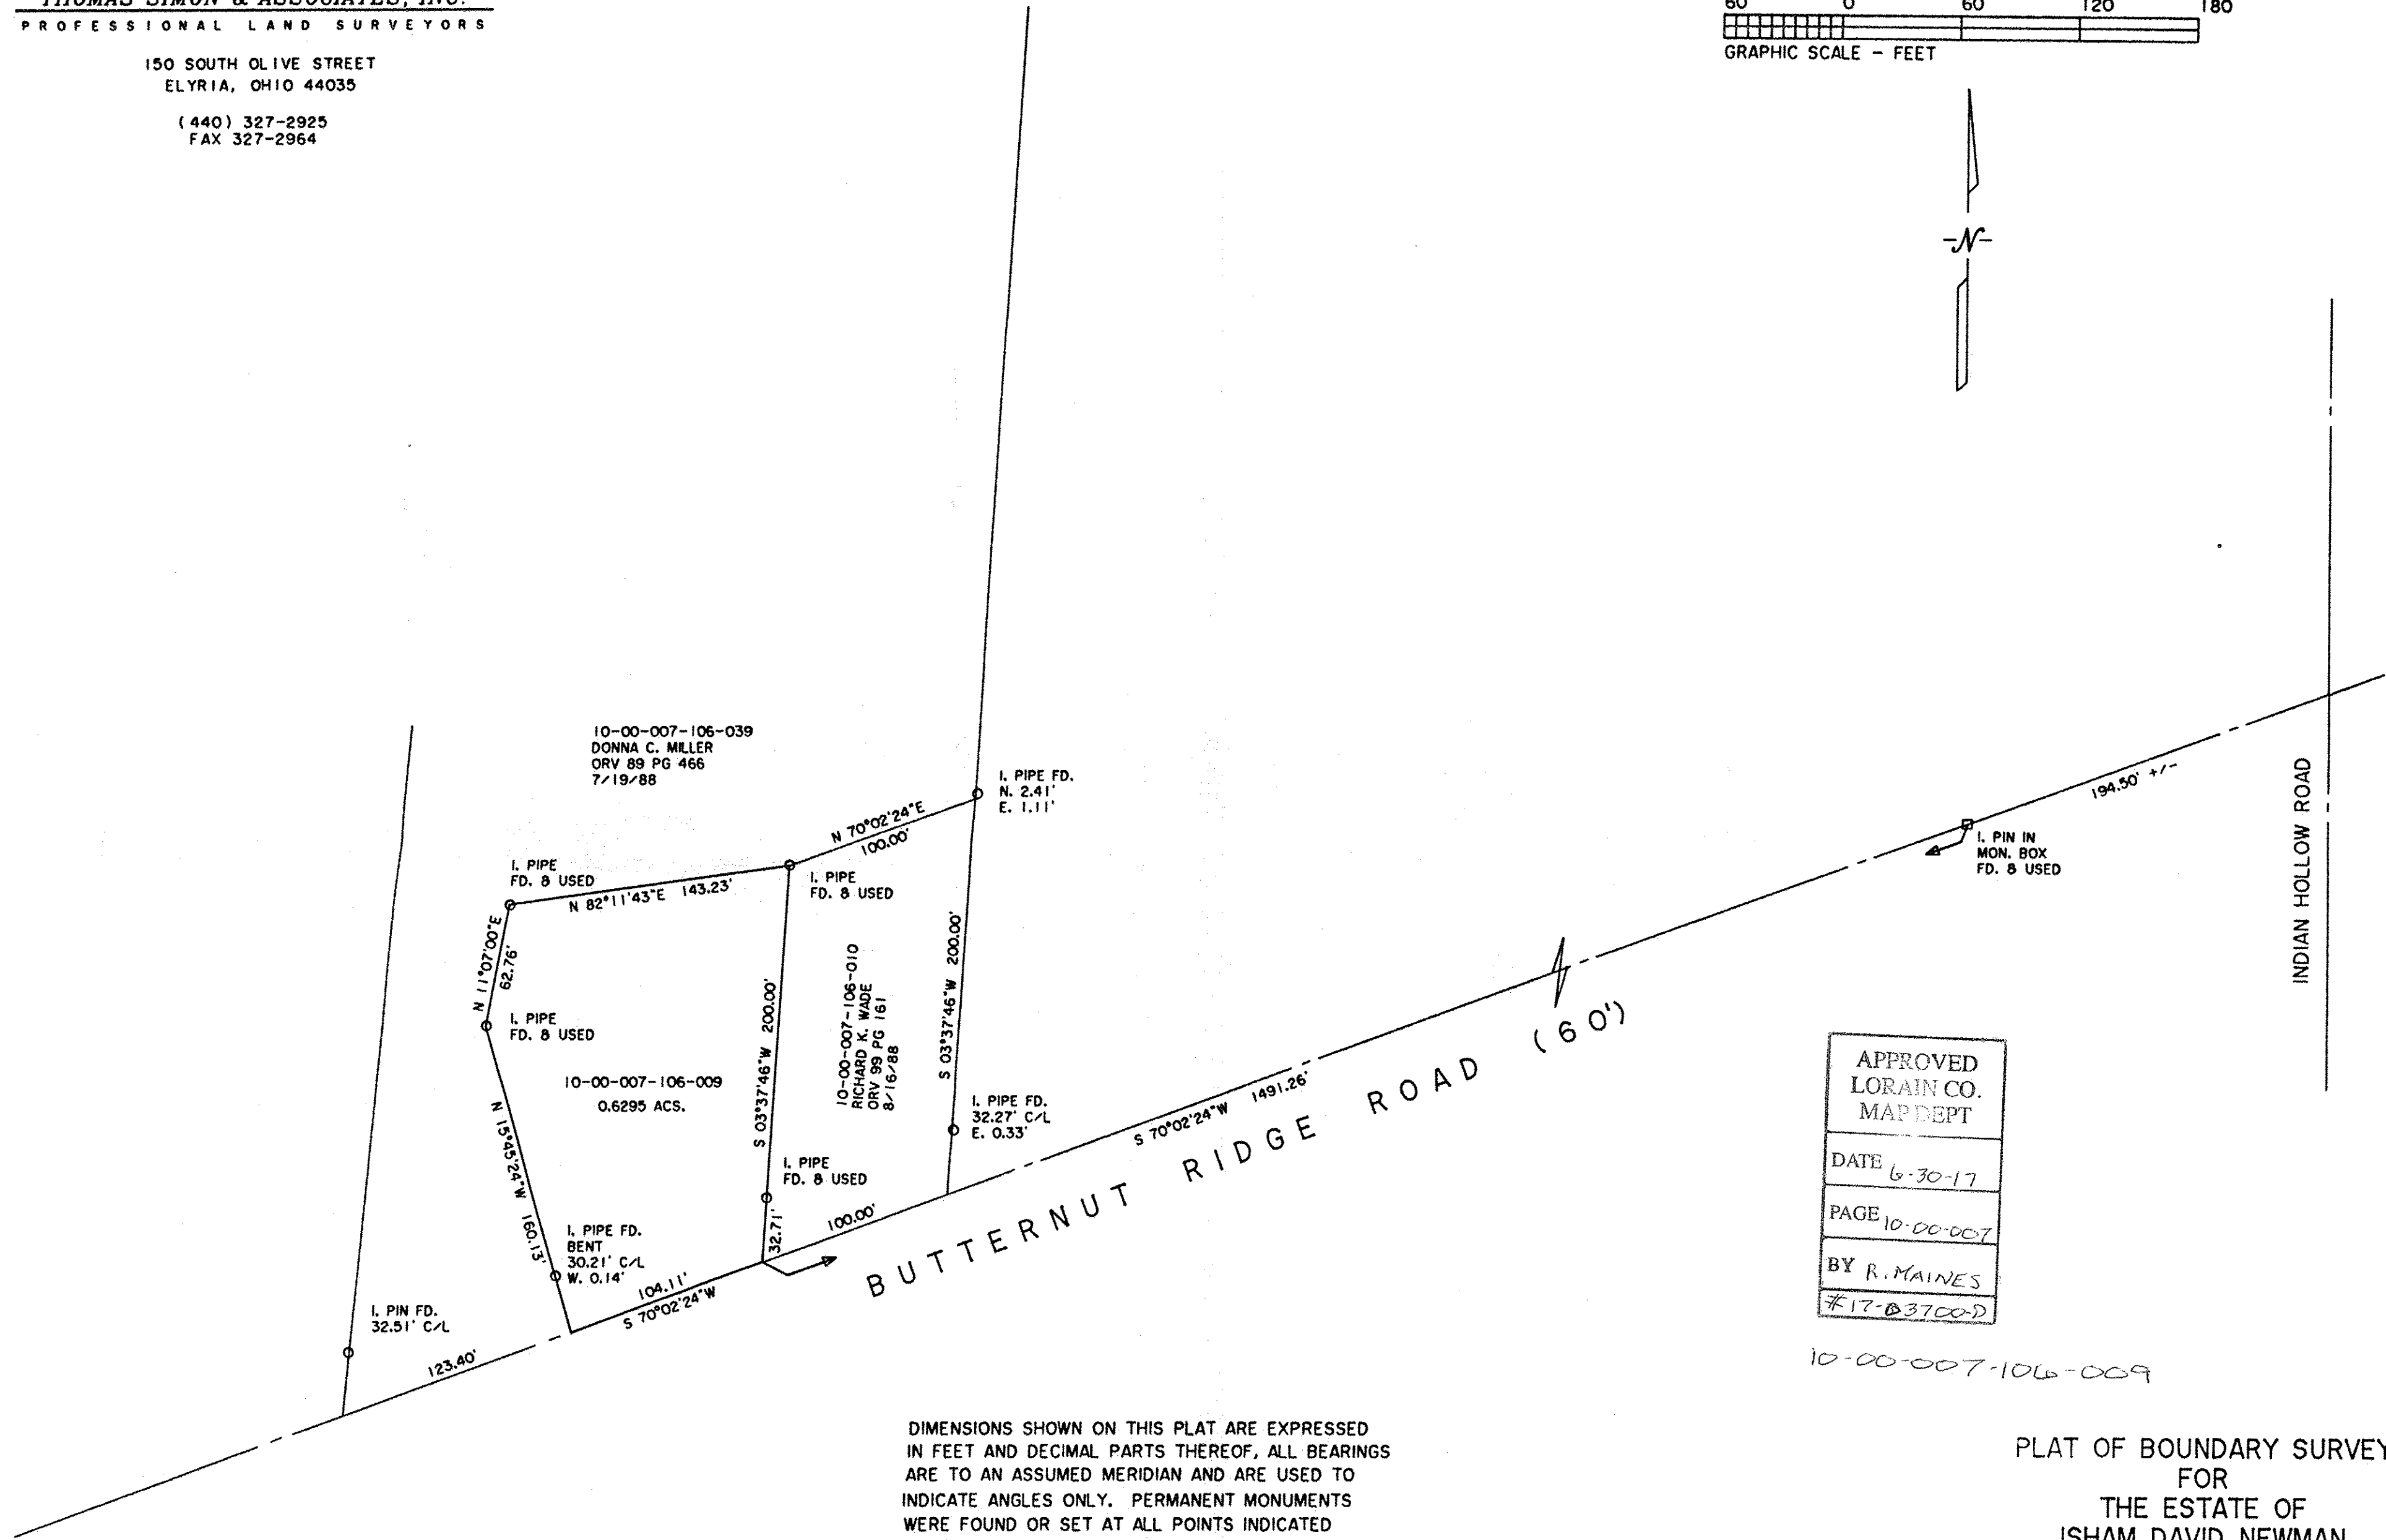 THOMAS SIMON & ASSOCIATES, INC.
PROFESSIONAL LAND SURVEYORS
150 SOUTH OLIVE STREET
ELYRIA, OHIO 44035
(440) 327-2925
FAX 327-2964
60 0 60 120 180
GRAPHIC SCALE - FEET
-N-
10-00-007-106-039
DONNA C. MILLER
ORV 89 PG 466
7/19/88
I. PIPE FD.
N. 2.41'
E. 1.11'
N 70°02'24"E
100.00'
I. PIPE
FD. & USED
N 82°11'43"E 143.23'
I. PIPE
FD. & USED
N 11°07'00"E
62.76'
I. PIPE
FD. & USED
10-00-007-106-009
0.6295 ACS.
N 15°45'24"W 160.13'
S 03°37'46"W 200.00'
10-00-007-106-010
RICHARD K. WADE
ORV 99 PG 161
8/16/88
S 03°37'46"W 200.00'
I. PIPE FD.
32.27' C/L
E. 0.33'
I. PIPE
FD. & USED
32.71'
100.00'
I. PIPE FD.
BENT
30.21' C/L
W. 0.14'
104.11'
S 70°02'24"W
I. PIN FD.
32.51' C/L
123.40'
S 70°02'24"W 1491.26'
BUTTERNUT RIDGE ROAD (60')
194.50' +/-
I. PIN IN
MON. BOX
FD. & USED
INDIAN HOLLOW ROAD
APPROVED
LORAIN CO.
MAP DEPT
DATE 6-30-17
PAGE 10-00-007
BY R. MAINES
#17-03700-D
10-00-007-106-009
DIMENSIONS SHOWN ON THIS PLAT ARE EXPRESSED
IN FEET AND DECIMAL PARTS THEREOF, ALL BEARINGS
ARE TO AN ASSUMED MERIDIAN AND ARE USED TO
INDICATE ANGLES ONLY. PERMANENT MONUMENTS
WERE FOUND OR SET AT ALL POINTS INDICATED
PLAT OF BOUNDARY SURVEY
FOR
THE ESTATE OF
ISHAM DAVID NEWMAN